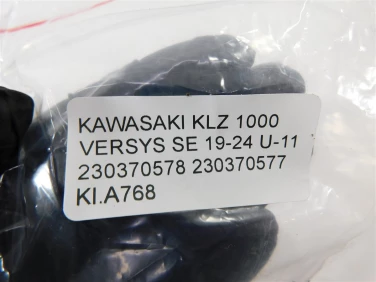 KAWASAKI KLZ 1000
VERSYS SE 19-24 U-11
230370578 230370577
KI.A768